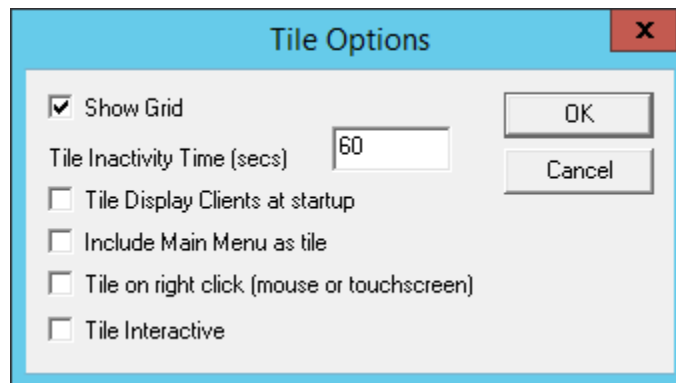 Tile Options
x
Show Grid
OK
Tile Inactivity Time (secs)
60
Cancel
Tile Display Clients at startup
Include Main Menu as tile
Tile on right click (mouse or touchscreen)
Tile Interactive